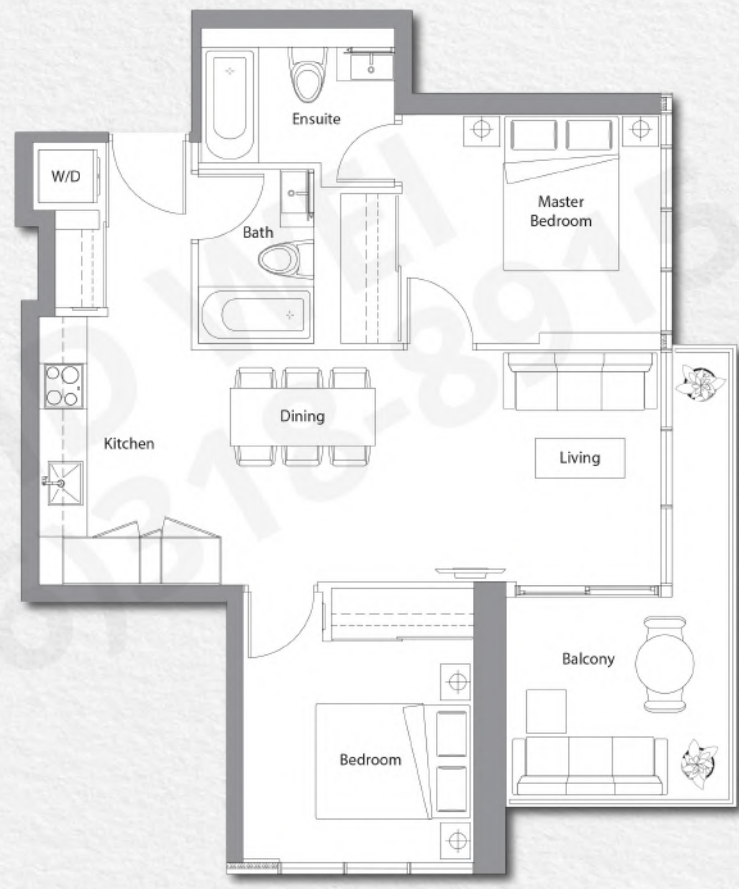 Ensuite
W/D
Master
Bedroom
Bath
Dining
Kitchen
Living
Balcony
Bedroom